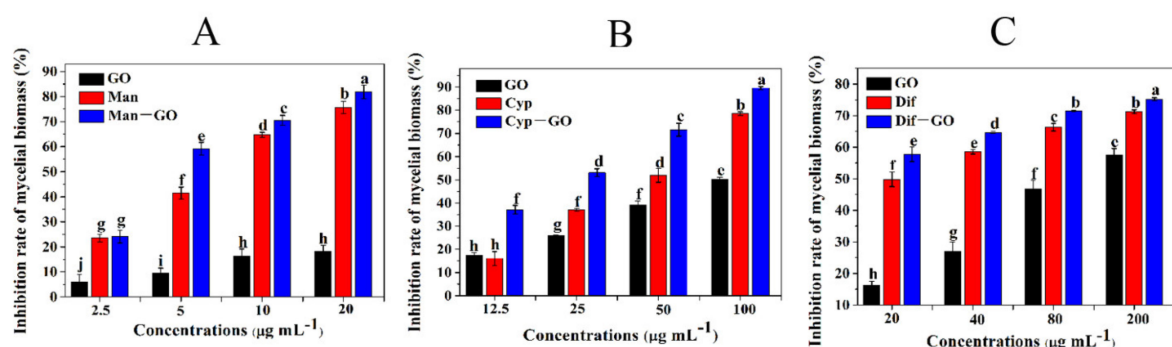 A
B
C
Inhibition rate of mycelial biomass (%)
90
80
70
60
50
40
30
20
10
0
GO
Man
Man－GO
j
g
g
i
f
e
h
d
c
h
b
a
2.5
5
10
20
Concentrations (μg mL⁻¹)
Inhibition rate of mycelial biomass (%)
90
80
70
60
50
40
30
20
10
0
GO
Cyp
Cyp－GO
h
h
f
g
f
d
f
f
c
c
b
a
12.5
25
50
100
Concentrations (μg mL⁻¹)
Inhibition rate of mycelial biomass (%)
80
70
60
50
40
30
20
10
GO
Dif
Dif－GO
h
f
e
g
e
d
f
c
b
e
b
a
20
40
80
200
Concentrations (μg mL⁻¹)